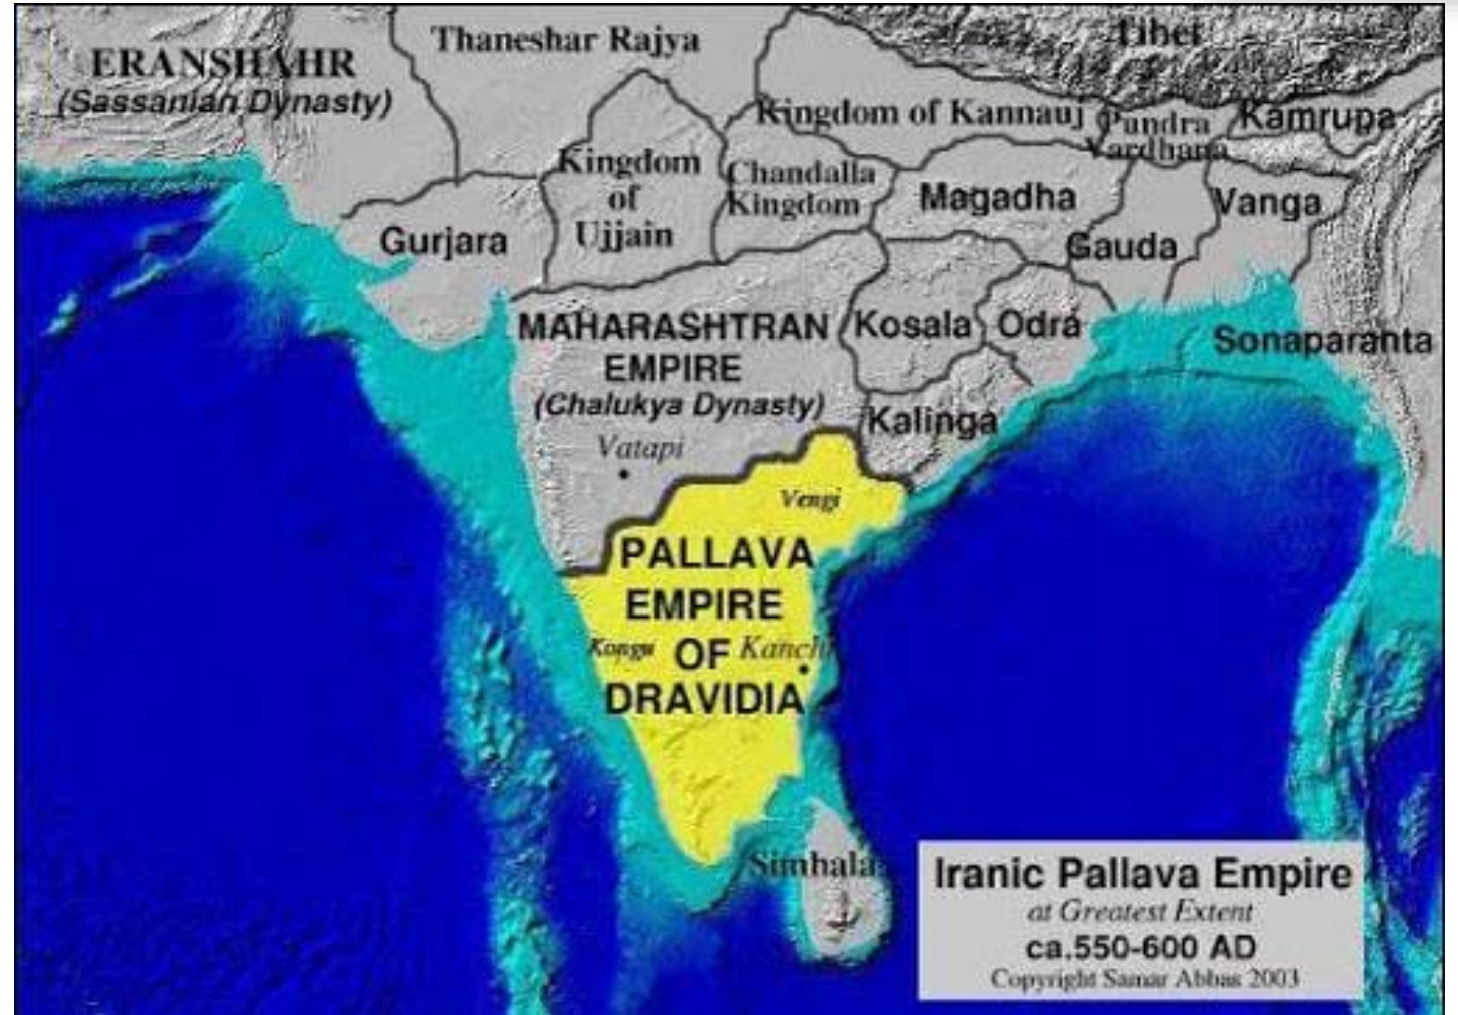 Tibet
Thaneshar Rajya
ERANSHAHR
(Sassanian Dynasty)
Kingdom of Kannauj
Pundra
Vardhana
Kamrupa
Kingdom
of
Ujjain
Chandalla
Kingdom
Magadha
Vanga
Gurjara
Gauda
MAHARASHTRAN
EMPIRE
(Chalukya Dynasty)
Kosala
Odra
Sonaparanta
Kalinga
Vatapi
Vengi
PALLAVA
EMPIRE
Kongu OF Kanchi
DRAVIDIA
Simhala
Iranic Pallava Empire
at Greatest Extent
ca.550-600 AD
Copyright Samar Abbas 2003